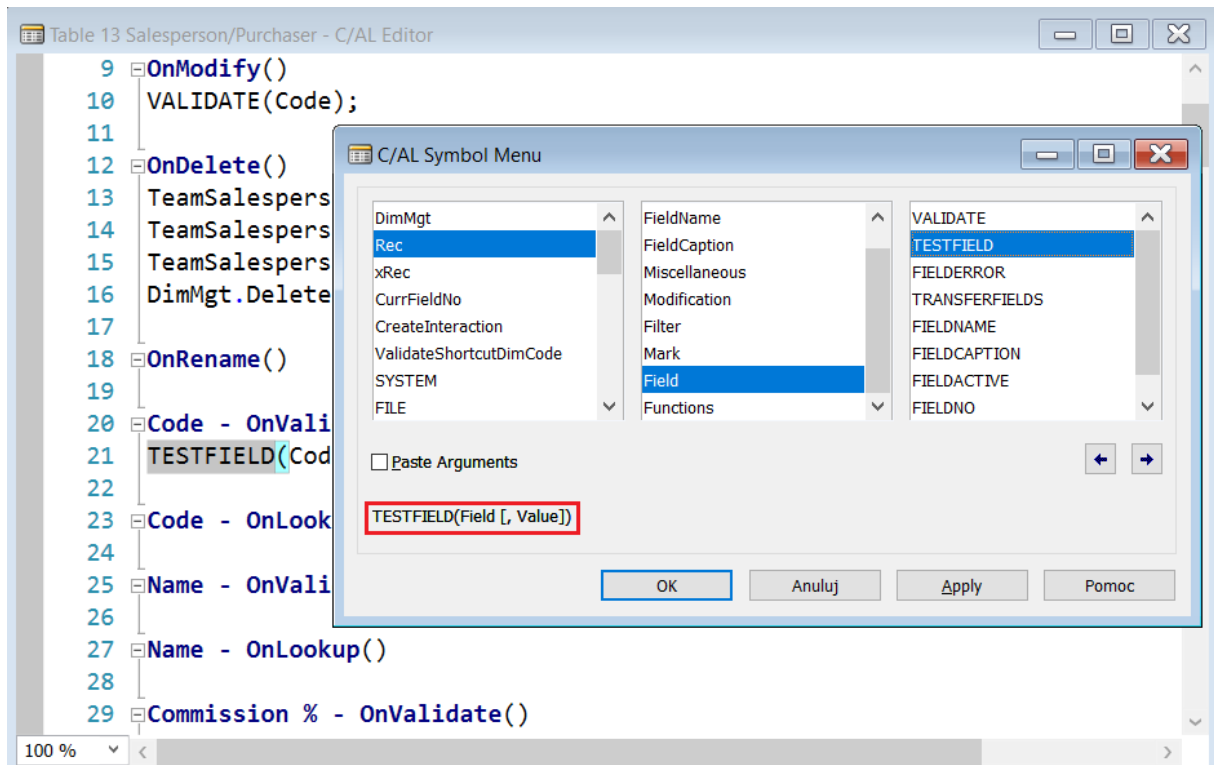 Table 13 Salesperson/Purchaser - C/AL Editor
9 OnModify()
10 VALIDATE(Code);
11
12 OnDelete()
13 TeamSalespers
14 TeamSalespers
15 TeamSalespers
16 DimMgt.Delete
17
18 OnRename()
19
20 Code - OnVali
21 TESTFIELD(Cod
22
23 Code - OnLook
24
25 Name - OnVali
26
27 Name - OnLookup()
28
29 Commission % - OnValidate()
100 %
C/AL Symbol Menu
DimMgt
Rec
xRec
CurrFieldNo
CreateInteraction
ValidateShortcutDimCode
SYSTEM
FILE
FieldName
FieldCaption
Miscellaneous
Modification
Filter
Mark
Field
Functions
VALIDATE
TESTFIELD
FIELDERROR
TRANSFERFIELDS
FIELDNAME
FIELDCAPTION
FIELDACTIVE
FIELDNO
Paste Arguments
TESTFIELD(Field [, Value])
OK Anuluj Apply Pomoc